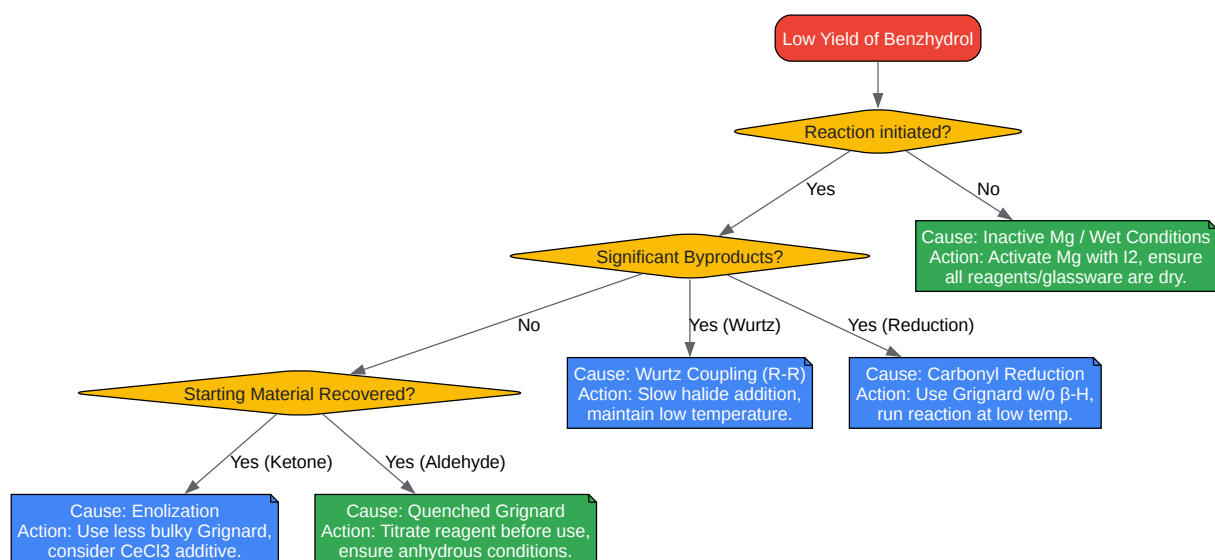 Low Yield of Benzhydrol
Reaction initiated?
Yes
No
Cause: Inactive Mg / Wet Conditions
Action: Activate Mg with I2, ensure
all reagents/glassware are dry.
Significant Byproducts?
No
Yes (Wurtz)
Yes (Reduction)
Cause: Wurtz Coupling (R-R)
Action: Slow halide addition,
maintain low temperature.
Cause: Carbonyl Reduction
Action: Use Grignard w/o β-H,
run reaction at low temp.
Starting Material Recovered?
Yes (Ketone)
Yes (Aldehyde)
Cause: Enolization
Action: Use less bulky Grignard,
consider CeCl3 additive.
Cause: Quenched Grignard
Action: Titrate reagent before use,
ensure anhydrous conditions.